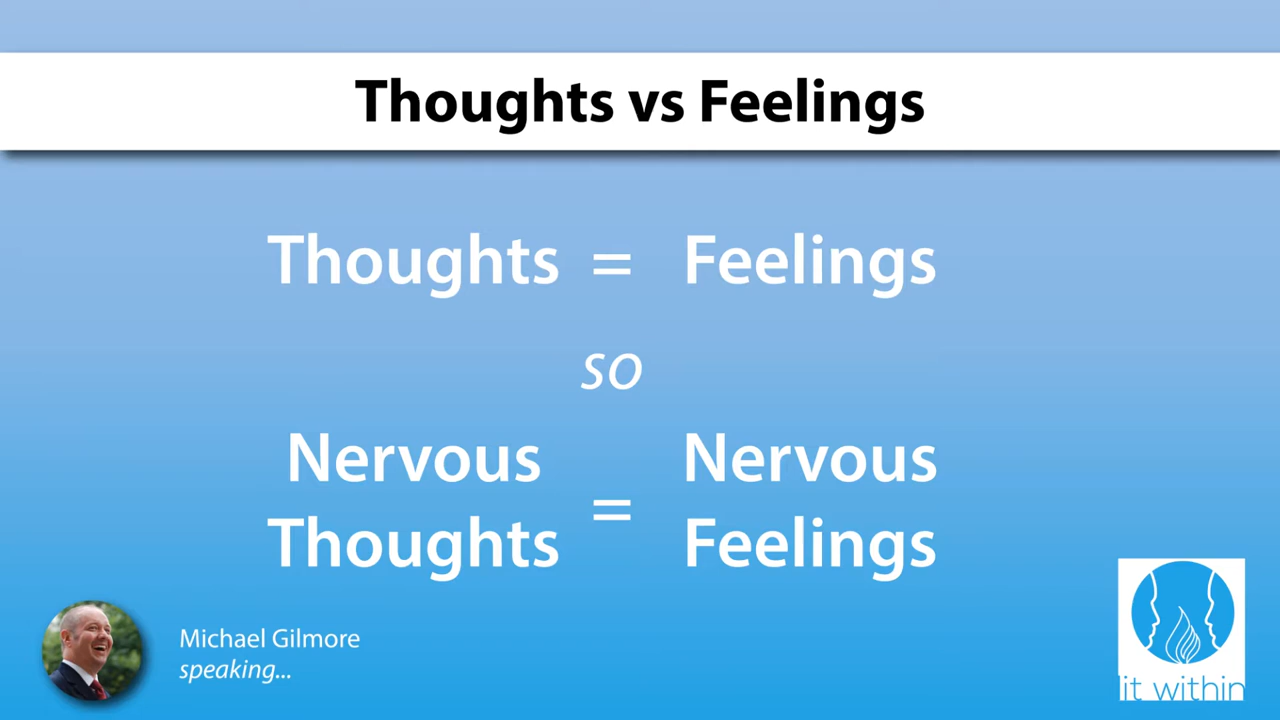 Thoughts vs Feelings
Thoughts = Feelings
so
Nervous Nervous
=
Thoughts Feelings
Michael Gilmore
speaking...
lit within